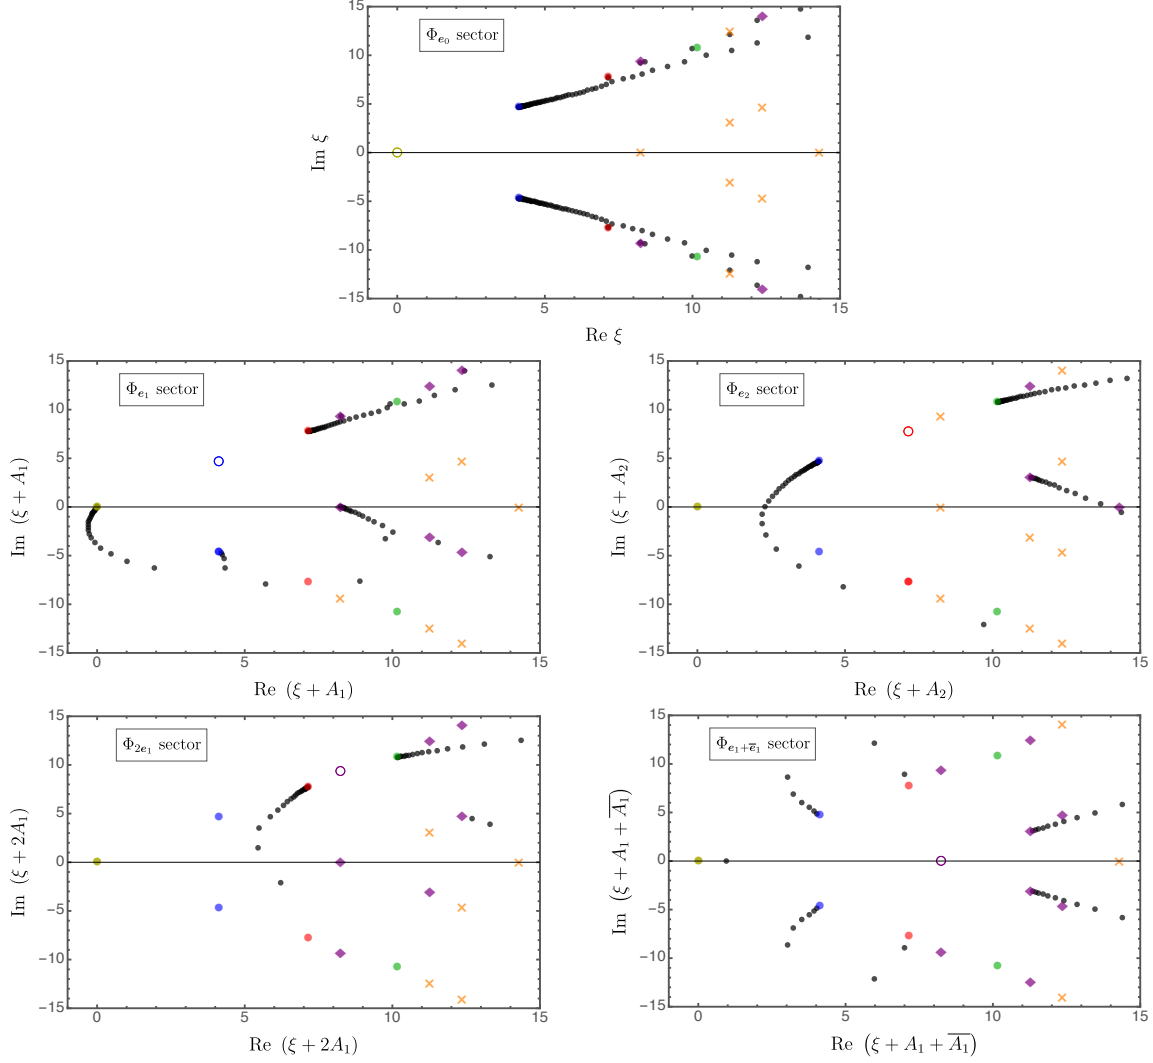 15
10
5
0
−5
−10
−15
Im ξ
Φ_{e_0} sector
0 5 10 15
Re ξ
15
10
5
0
−5
−10
−15
Im (ξ + A_1)
Φ_{e_1} sector
0 5 10 15
Re (ξ + A_1)
15
10
5
0
−5
−10
−15
Im (ξ + A_2)
Φ_{e_2} sector
0 5 10 15
Re (ξ + A_2)
15
10
5
0
−5
−10
−15
Im (ξ + 2A_1)
Φ_{2e_1} sector
0 5 10 15
Re (ξ + 2A_1)
15
10
5
0
−5
−10
−15
Im (ξ + A_1 + \overline{A_1})
Φ_{e_1+\overline{e}_1} sector
0 5 10 15
Re (ξ + A_1 + \overline{A_1})